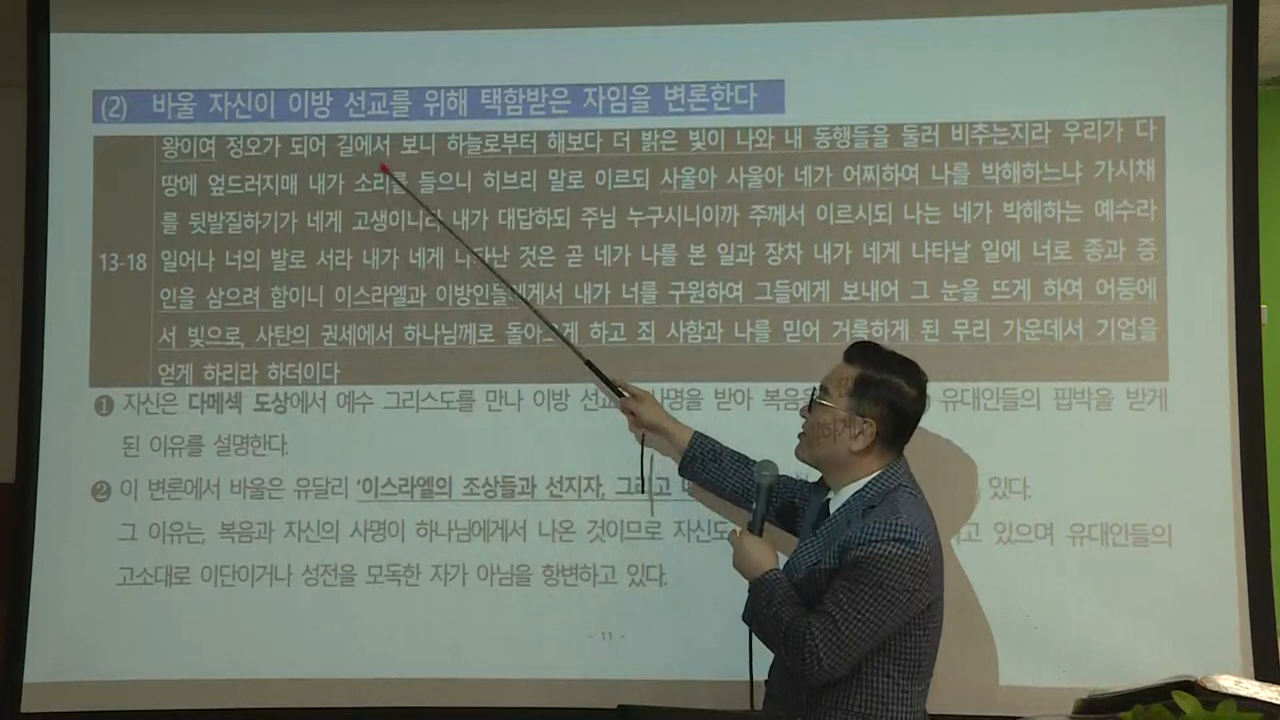 (2) 바울 자신이 이방 선교를 위해 택함받은 자임을 변론한다
왕이여 정오가 되어 길에서 보니 하늘로부터 해보다 더 밝은 빛이 나와 내 동행들을 둘러 비추는지라 우리가 다
땅에 엎드러지매 내가 소리를 들으니 히브리 말로 이르되 사울아 사울아 네가 어찌하여 나를 박해하느냐 가시채
를 뒷발질하기가 네게 고생이니라 내가 대답하되 주님 누구시니이까 주께서 이르시되 나는 네가 박해하는 예수라
13-18 일어나 너의 발로 서라 내가 네게 나타난 것은 곧 네가 나를 본 일과 장차 내가 네게 나타날 일에 너로 종과 증
인을 삼으려 함이니 이스라엘과 이방인들에게서 내가 너를 구원하여 그들에게 보내어 그 눈을 뜨게 하여 어둠에
서 빛으로, 사탄의 권세에서 하나님께로 돌아오게 하고 죄 사함과 나를 믿어 거룩하게 된 무리 가운데서 기업을
얻게 하리라 하더이다
❶ 자신은 다메섹 도상에서 예수 그리스도를 만나 이방 선교 사명을 받아 유대인들의 핍박을 받게
된 이유를 설명한다.
❷ 이 변론에서 바울은 유달리 '이스라엘의 조상들과 선지자, 그리고 있다.
그 이유는, 복음과 자신의 사명이 하나님에게서 나온 것이므로 있으며 유대인들의
고소대로 이단이거나 성전을 모독한 자가 아님을 항변하고 있다.
- 11 -